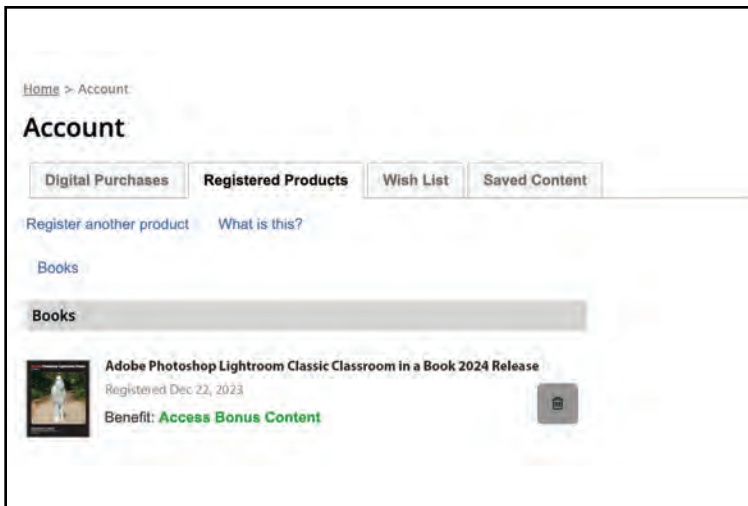 Home > Account
Account
Digital Purchases Registered Products Wish List Saved Content
Register another product What is this?
Books
Books
Adobe Photoshop Lightroom Classic Classroom in a Book 2024 Release
Registered Dec 22, 2023
Benefit: Access Bonus Content